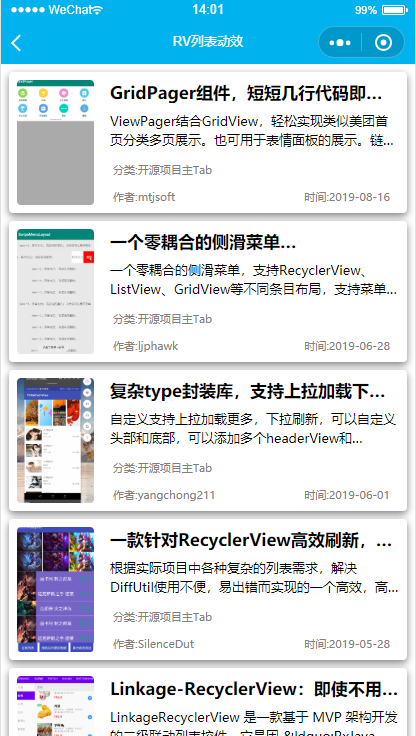 WeChat
14:01
99%
RV列表动效
GridPager组件，短短几行代码即...
ViewPager结合GridView，轻松实现类似美团首
页分类多页展示。也可用于表情面板的展示。链...
分类:开源项目主Tab
作者:mtjsoft
时间:2019-08-16
一个零耦合的侧滑菜单...
一个零耦合的侧滑菜单，支持RecyclerView、
ListView、GridView等不同条目布局，支持菜单...
分类:开源项目主Tab
作者:ljphawk
时间:2019-06-28
复杂type封装库，支持上拉加载下...
自定义支持上拉加载更多，下拉刷新，可以自定义
头部和底部，可以添加多个headerView和...
分类:开源项目主Tab
作者:yangchong211
时间:2019-06-01
一款针对RecyclerView高效刷新，...
根据实际项目中各种复杂的列表需求，解决
DiffUtil使用不便，易出错而实现的一个高效，高...
分类:开源项目主Tab
作者:SilenceDut
时间:2019-05-28
Linkage-RecyclerView：即使不用...
LinkageRecyclerView 是一款基于 MVP 架构开发
的二级联动列表控件。它是因 &ldquo;RxJava